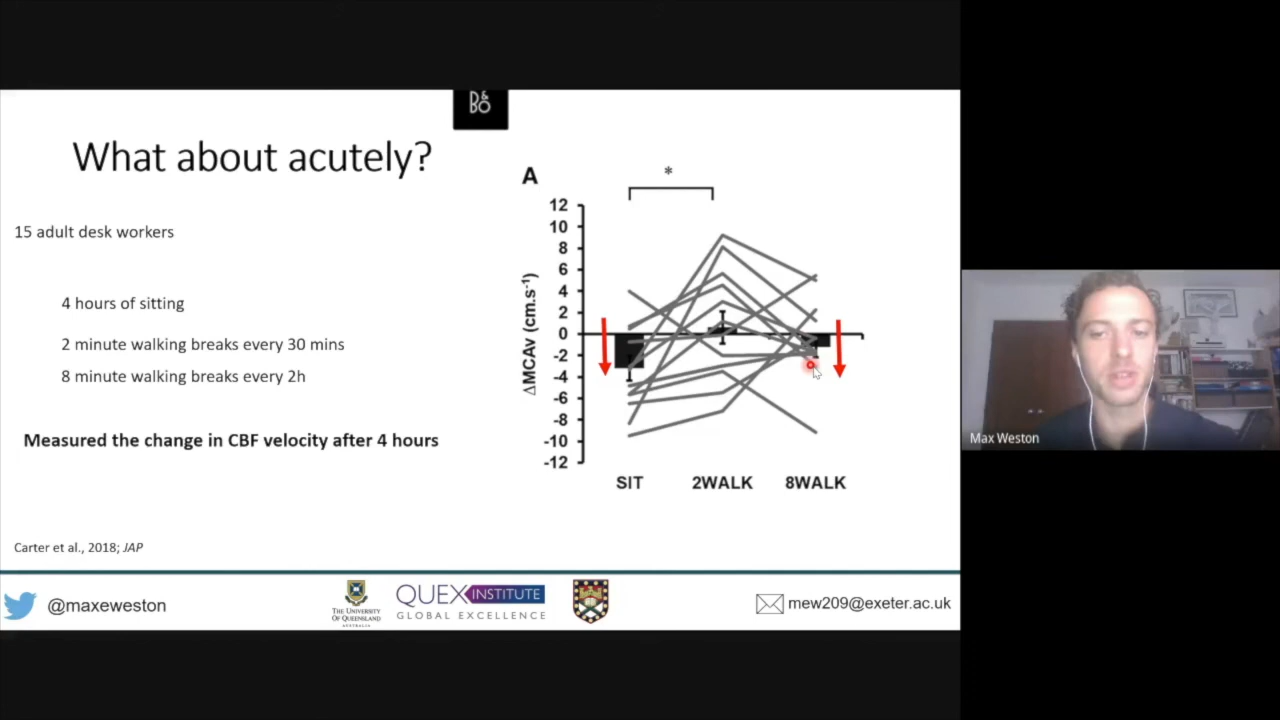 B&O
What about acutely?
15 adult desk workers
4 hours of sitting
2 minute walking breaks every 30 mins
8 minute walking breaks every 2h
Measured the change in CBF velocity after 4 hours
Carter et al., 2018; JAP
A
*
12
10
8
6
4
2
0
-2
-4
-6
-8
-10
-12
ΔMCAv (cm.s⁻¹)
SIT 2WALK 8WALK
@maxeweston
THE UNIVERSITY
OF QUEENSLAND
AUSTRALIA
QUEX INSTITUTE
GLOBAL EXCELLENCE
mew209@exeter.ac.uk
Max Weston